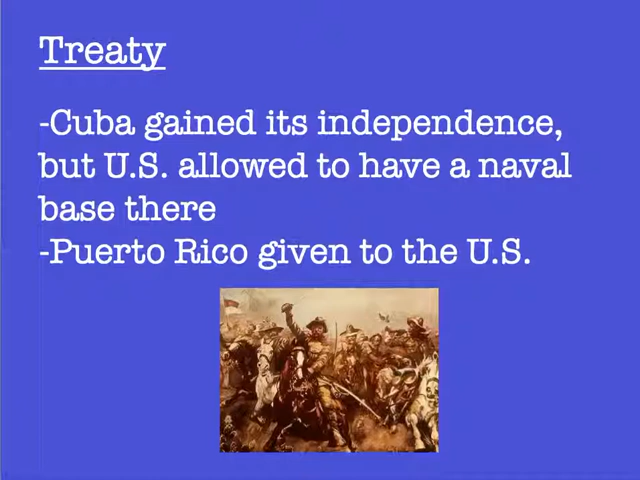 Treaty
-Cuba gained its independence,
but U.S. allowed to have a naval
base there
-Puerto Rico given to the U.S.